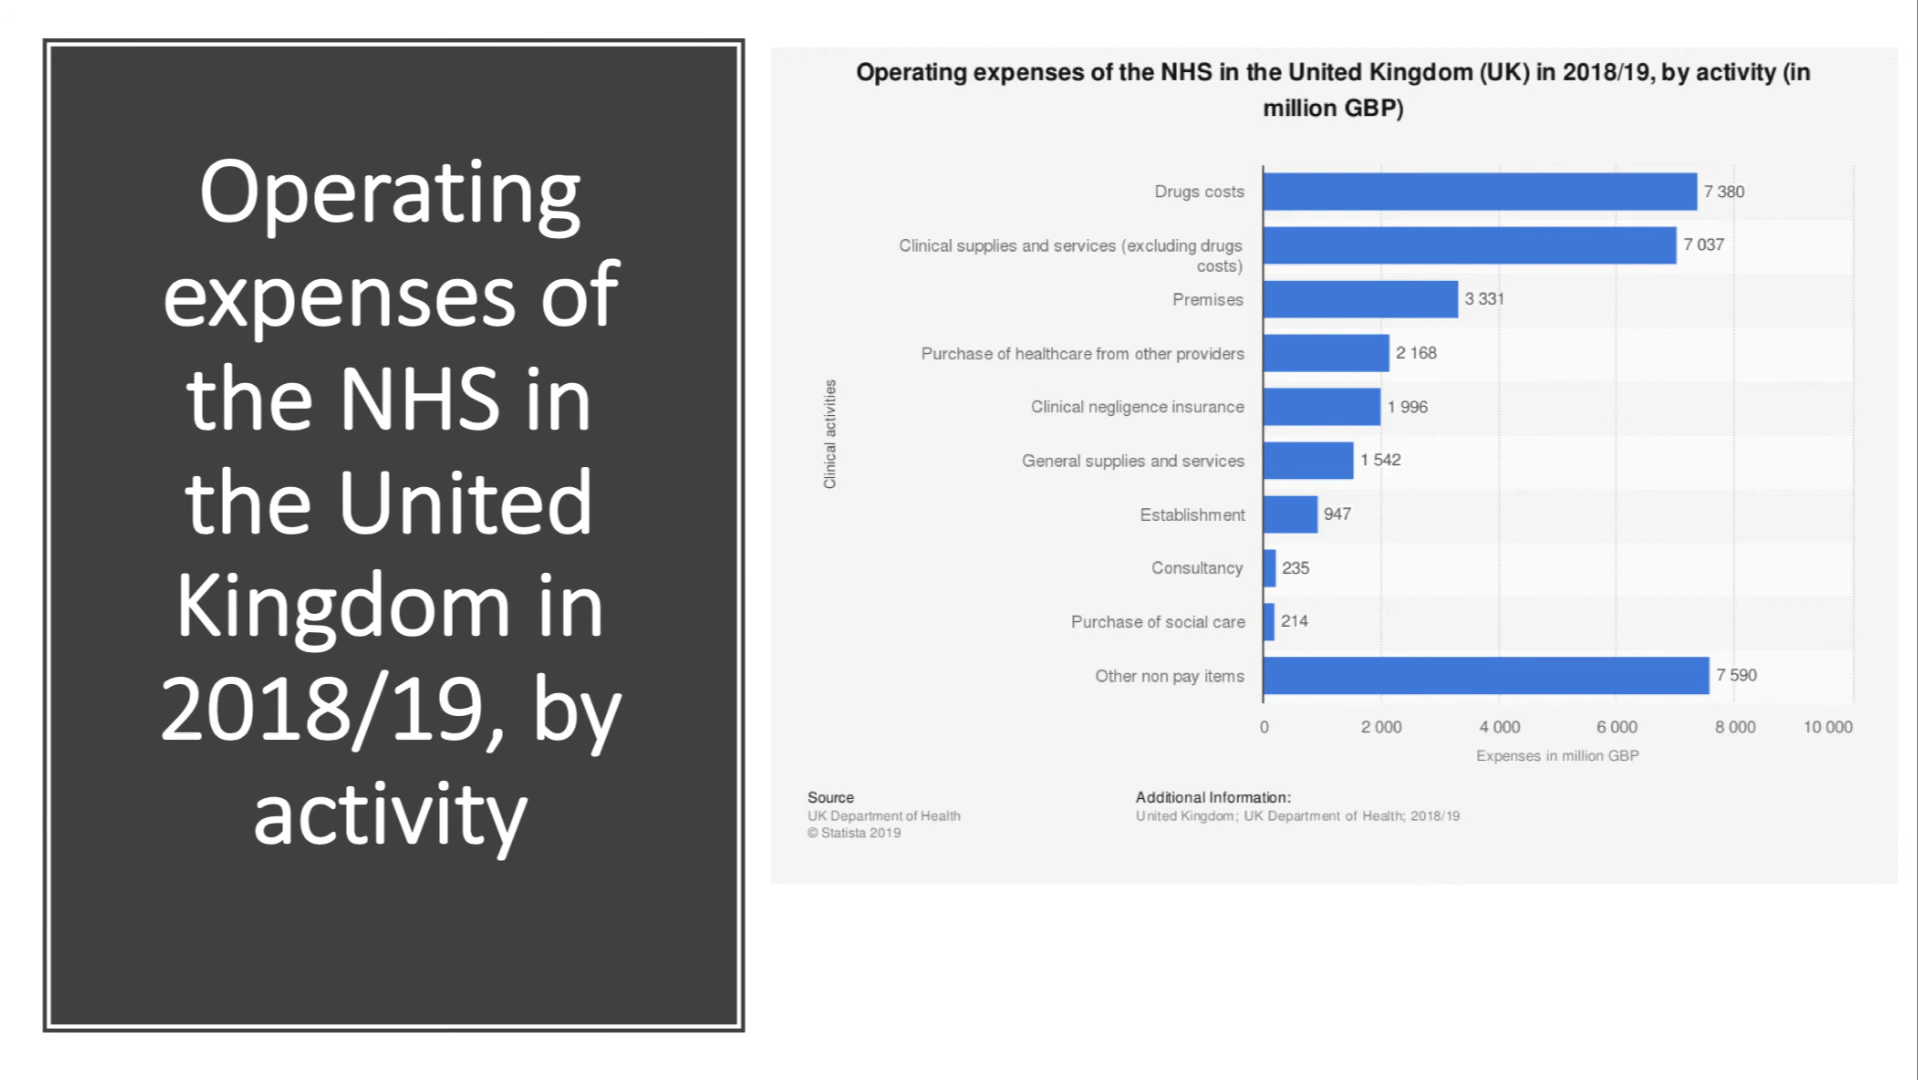 Operating
expenses of
the NHS in
the United
Kingdom in
2018/19, by
activity
Operating expenses of the NHS in the United Kingdom (UK) in 2018/19, by activity (in
million GBP)
Clinical activities
Drugs costs 7 380
Clinical supplies and services (excluding drugs
costs) 7 037
Premises 3 331
Purchase of healthcare from other providers 2 168
Clinical negligence insurance 1 996
General supplies and services 1 542
Establishment 947
Consultancy 235
Purchase of social care 214
Other non pay items 7 590
0 2 000 4 000 6 000 8 000 10 000
Expenses in million GBP
Source
UK Department of Health
© Statista 2019
Additional Information:
United Kingdom; UK Department of Health; 2018/19